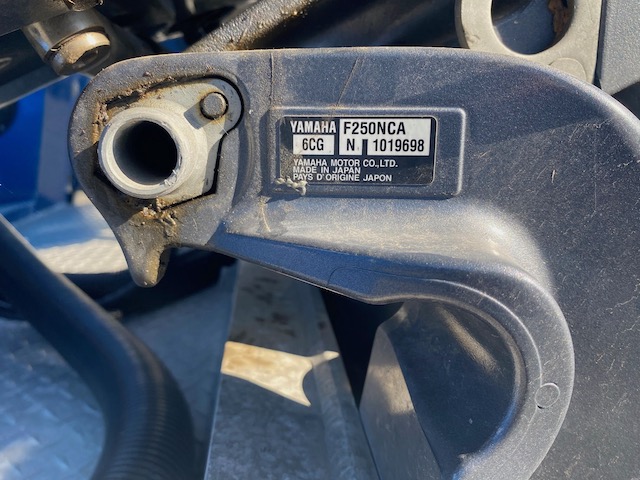 YAMAHA F250NCA
6CG N 1019698
YAMAHA MOTOR CO.,LTD.
MADE IN JAPAN
PAYS D'ORIGINE JAPON